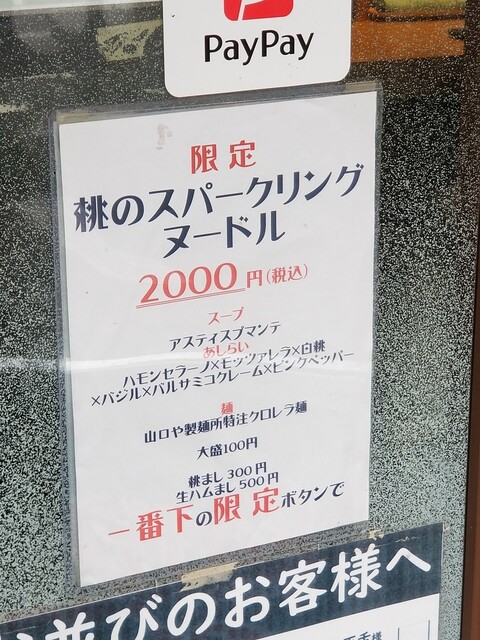 PayPay
限定
桃のスパークリング
ヌードル
2000円(税込)
スープ
アスティスプマンテ
あしらい
ハモンセラーノ×モッツァレラ×白桃
×バジル×バルサミコクレーム×ピンクペッパー
麺
山口や製麺所特注クロレラ麺
大盛100円
桃まし300円
生ハムまし500円
一番下の限定ボタンで
並びのお客様へ